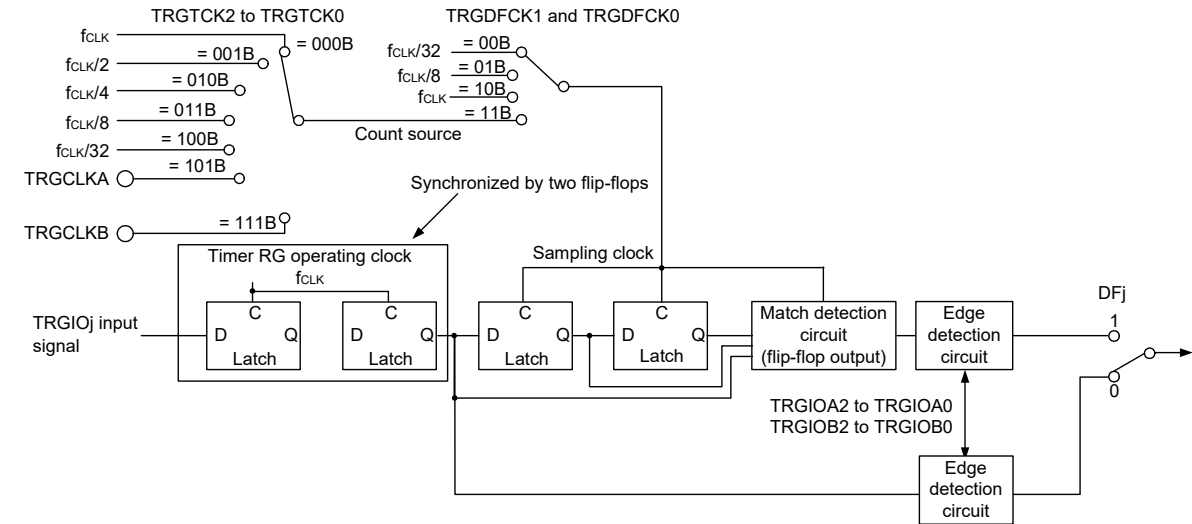 TRGTCK2 to TRGTCK0
TRGDFCK1 and TRGDFCK0
fCLK
= 000B
fCLK/2
= 001B
fCLK/4
= 010B
fCLK/8
= 011B
fCLK/32
= 100B
TRGCLKA
= 101B
TRGCLKB
= 111B
fCLK/32
= 00B
fCLK/8
= 01B
fCLK
= 10B
= 11B
Count source
Synchronized by two flip-flops
Timer RG operating clock
fCLK
Sampling clock
TRGIOj input
signal
C
D
Q
Latch
C
D
Q
Latch
C
D
Q
Latch
C
D
Q
Latch
Match detection
circuit
(flip-flop output)
Edge
detection
circuit
DFj
1
0
TRGIOA2 to TRGIOA0
TRGIOB2 to TRGIOB0
Edge
detection
circuit